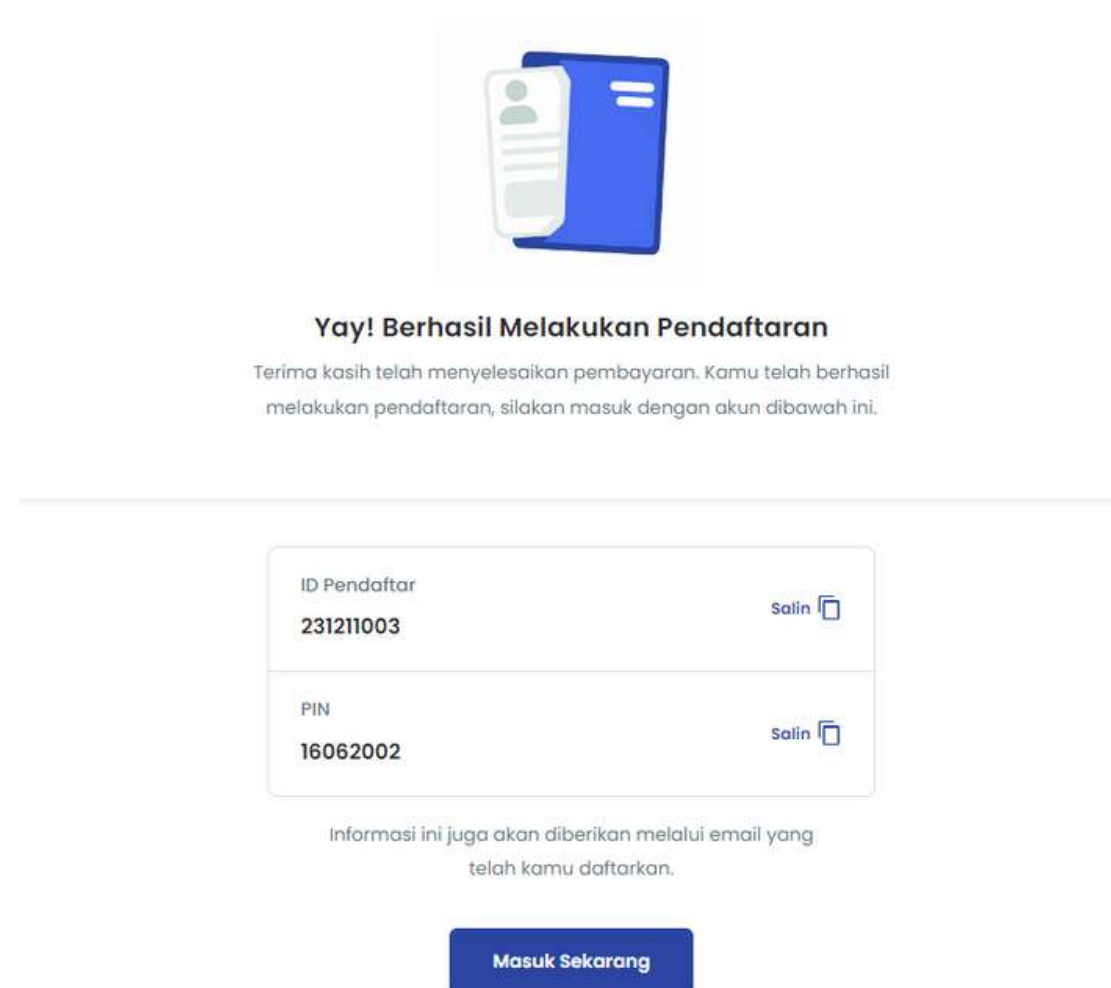 Yay! Berhasil Melakukan Pendaftaran
Terima kasih telah menyelesaikan pembayaran. Kamu telah berhasil
melakukan pendaftaran, silakan masuk dengan akun dibawah ini.
ID Pendaftar
231211003
Salin
PIN
16062002
Salin
Informasi ini juga akan diberikan melalui email yang
telah kamu daftarkan.
Masuk Sekarang